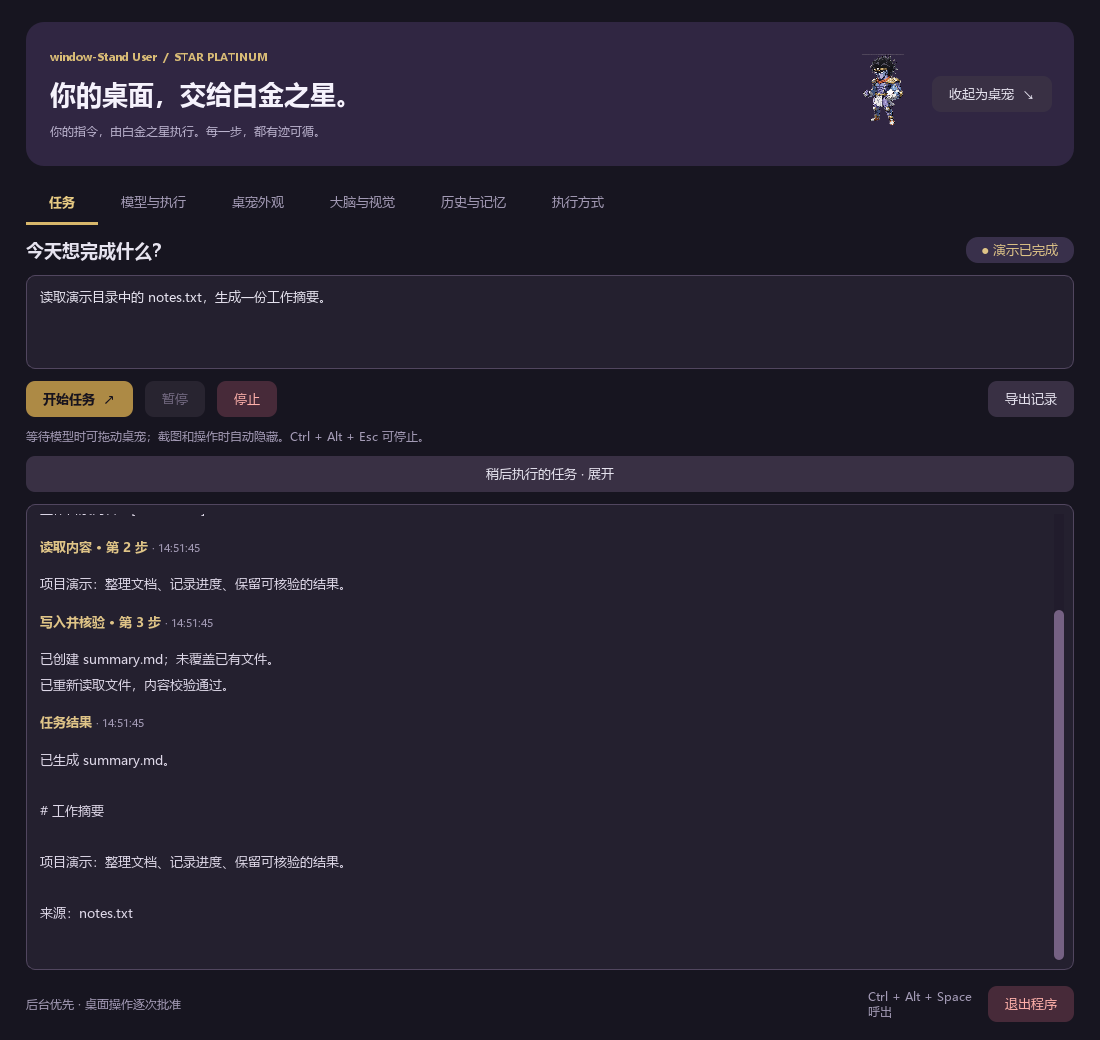 window-Stand User / STAR PLATINUM
你的桌面，交给白金之星。
你的指令，由白金之星执行。每一步，都有迹可循。
收起为桌宠 ↘
任务
模型与执行
桌宠外观
大脑与视觉
历史与记忆
执行方式
今天想完成什么？
● 演示已完成
读取演示目录中的 notes.txt，生成一份工作摘要。
开始任务 ↗
暂停
停止
导出记录
等待模型时可拖动桌宠；截图和操作时自动隐藏。Ctrl + Alt + Esc 可停止。
稍后执行的任务 · 展开
读取内容 • 第 2 步 · 14:51:45
项目演示：整理文档、记录进度、保留可核验的结果。
写入并核验 • 第 3 步 · 14:51:45
已创建 summary.md；未覆盖已有文件。
已重新读取文件，内容校验通过。
任务结果 · 14:51:45
已生成 summary.md。
# 工作摘要
项目演示：整理文档、记录进度、保留可核验的结果。
来源：notes.txt
后台优先 · 桌面操作逐次批准
Ctrl + Alt + Space
呼出
退出程序